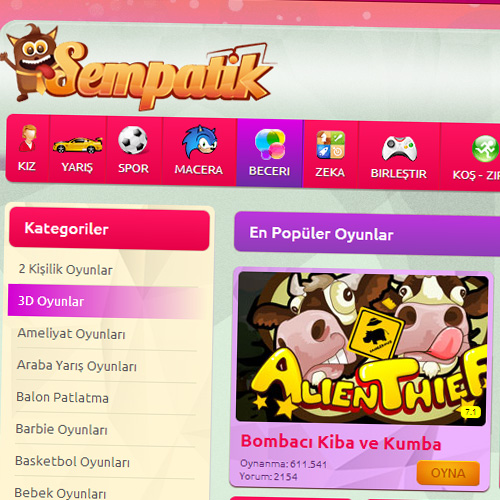 Sempatik
KIZ
YARIŞ
SPOR
MACERA
BECERI
ZEKA
BIRLEŞTIR
KOŞ - ZIP
Kategoriler
En Popüler Oyunlar
2 Kişilik Oyunlar
3D Oyunlar
Ameliyat Oyunları
Araba Yarış Oyunları
Balon Patlatma
Barbie Oyunları
Basketbol Oyunları
Bebek Oyunları
ALIEN THIEF
7.1
Bombacı Kiba ve Kumba
Oynanma: 611.541
Yorum: 2154
OYNA